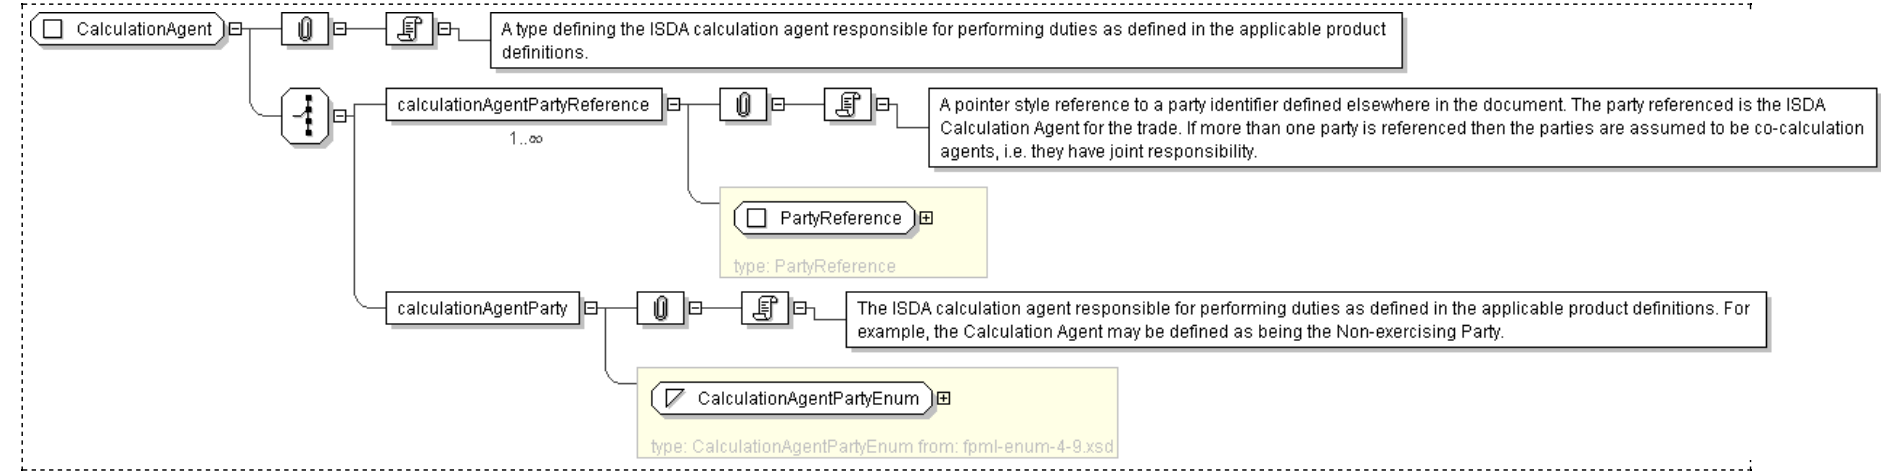 CalculationAgent
A type defining the ISDA calculation agent responsible for performing duties as defined in the applicable product
definitions.
calculationAgentPartyReference
1..∞
A pointer style reference to a party identifier defined elsewhere in the document. The party referenced is the ISDA
Calculation Agent for the trade. If more than one party is referenced then the parties are assumed to be co-calculation
agents, i.e. they have joint responsibility.
PartyReference
type: PartyReference
calculationAgentParty
The ISDA calculation agent responsible for performing duties as defined in the applicable product definitions. For
example, the Calculation Agent may be defined as being the Non-exercising Party.
CalculationAgentPartyEnum
type: CalculationAgentPartyEnum from: fpml-enum-4-9.xsd